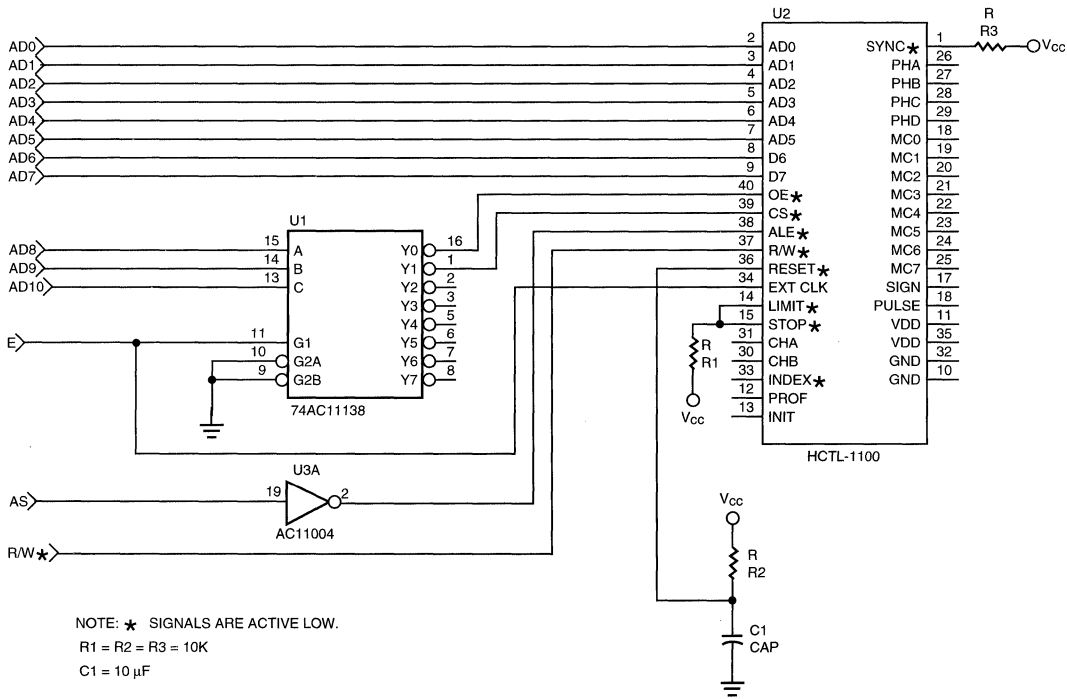 U2
R
R3
VCC
AD0 2 AD0 SYNC* 1
AD1 3 AD1 PHA 26
AD2 4 AD2 PHB 27
AD3 5 AD3 PHC 28
AD4 6 AD4 PHD 29
AD5 7 AD5 MC0 18
AD6 8 D6 MC1 19
AD7 9 D7 MC2 20
40 OE* MC3 21
39 CS* MC4 22
38 ALE* MC5 23
37 R/W* MC6 24
36 RESET* MC7 25
34 EXT CLK SIGN 17
14 LIMIT* PULSE 18
15 STOP* VDD 11
31 CHA VDD 35
30 CHB GND 32
33 INDEX* GND 10
12 PROF
13 INIT
HCTL-1100
U1
AD8 15 A Y0 16
AD9 14 B Y1 1
AD10 13 C Y2 2
Y3 3
Y4 5
E 11 G1 Y5 6
10 G2A Y6 7
9 G2B Y7 8
74AC11138
R
R1
VCC
U3A
AS 19 2
AC11004
R/W*
VCC
R
R2
C1
CAP
NOTE: * SIGNALS ARE ACTIVE LOW.
R1 = R2 = R3 = 10K
C1 = 10 μF